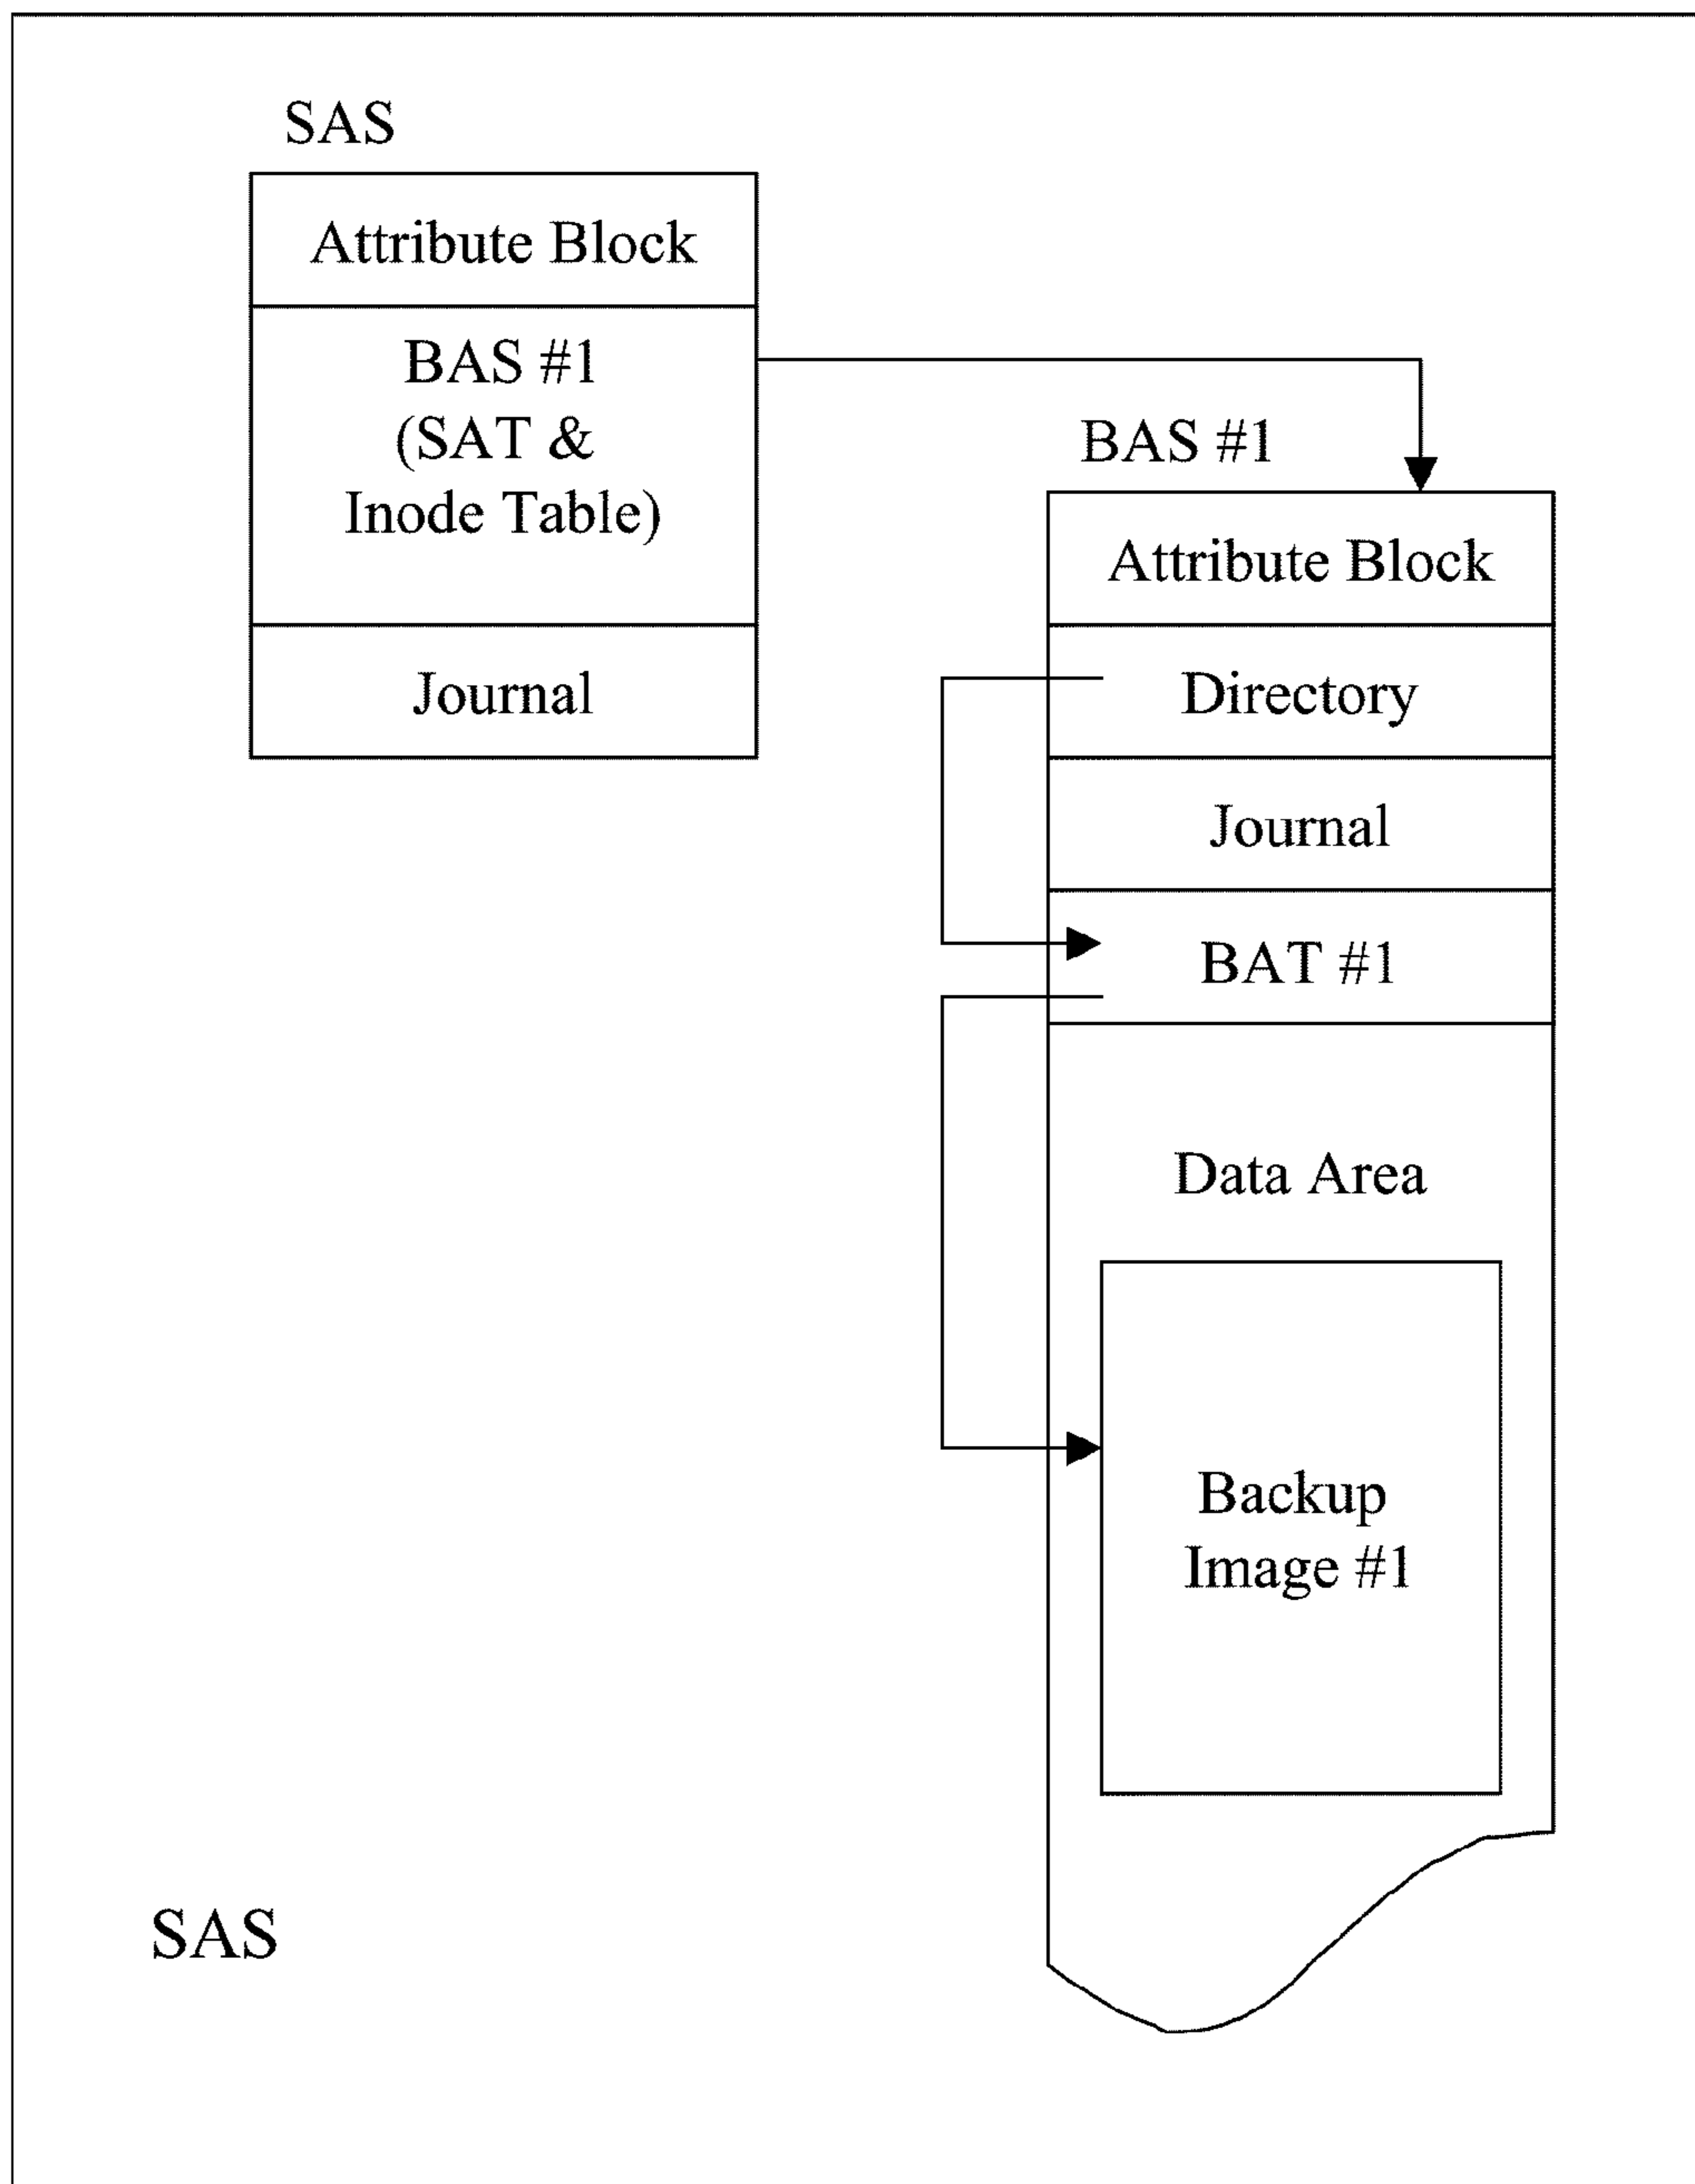 SAS
Attribute Block
BAS #1
(SAT &
Inode Table)
Journal
BAS #1
Attribute Block
Directory
Journal
BAT #1
Data Area
Backup
Image #1
SAS